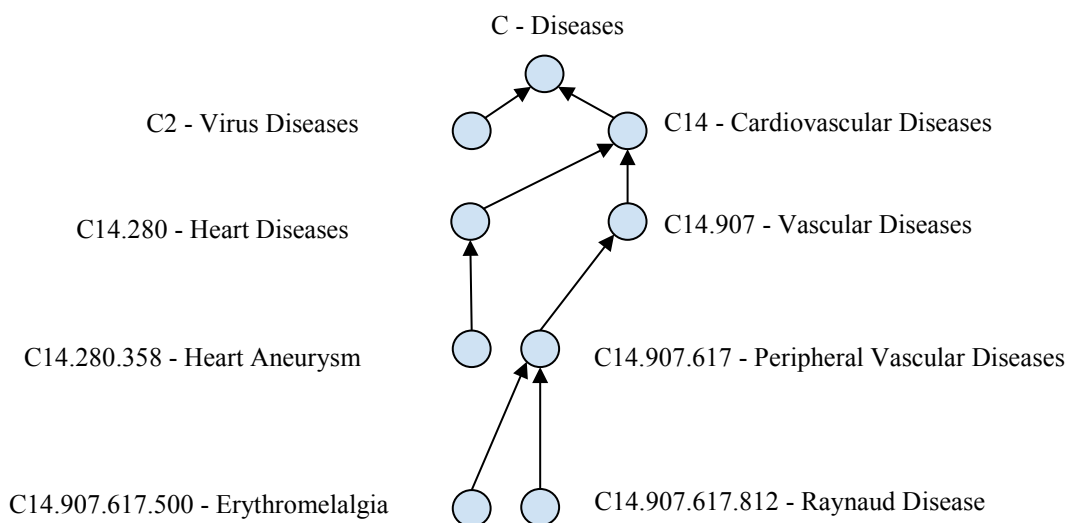 C - Diseases
C2 - Virus Diseases
C14 - Cardiovascular Diseases
C14.280 - Heart Diseases
C14.907 - Vascular Diseases
C14.280.358 - Heart Aneurysm
C14.907.617 - Peripheral Vascular Diseases
C14.907.617.500 - Erythromelalgia
C14.907.617.812 - Raynaud Disease